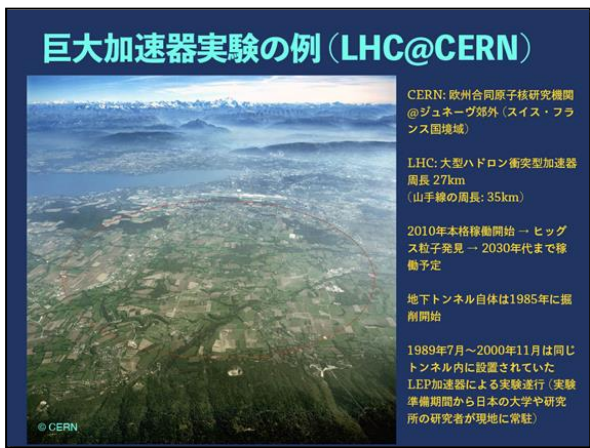 巨大加速器実験の例(LHC@CERN)
CERN: 欧州合同原子核研究機関
@ジュネーヴ郊外(スイス・フラ
ンス国境域)
LHC: 大型ハドロン衝突型加速器
周長 27km
(山手線の周長: 35km)
2010年本格稼働開始 → ヒッグ
ス粒子発見 → 2030年代まで稼
働予定
地下トンネル自体は1985年に掘
削開始
1989年7月~2000年11月は同じ
トンネル内に設置されていた
LEP加速器による実験遂行(実験
準備期間から日本の大学や研究
所の研究者が現地に常駐)
© CERN